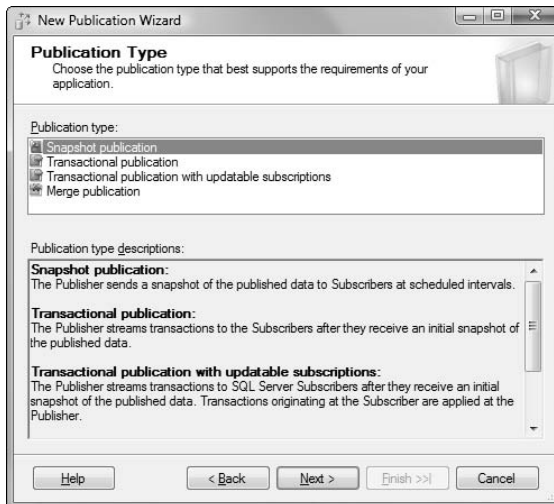 New Publication Wizard
Publication Type
Choose the publication type that best supports the requirements of your
application.
Publication type:
Snapshot publication
Transactional publication
Transactional publication with updatable subscriptions
Merge publication
Publication type descriptions:
Snapshot publication:
The Publisher sends a snapshot of the published data to Subscribers at scheduled intervals.
Transactional publication:
The Publisher streams transactions to the Subscribers after they receive an initial snapshot of
the published data.
Transactional publication with updatable subscriptions:
The Publisher streams transactions to SQL Server Subscribers after they receive an initial
snapshot of the published data. Transactions originating at the Subscriber are applied at the
Publisher.
Help < Back Next > Finish >>| Cancel